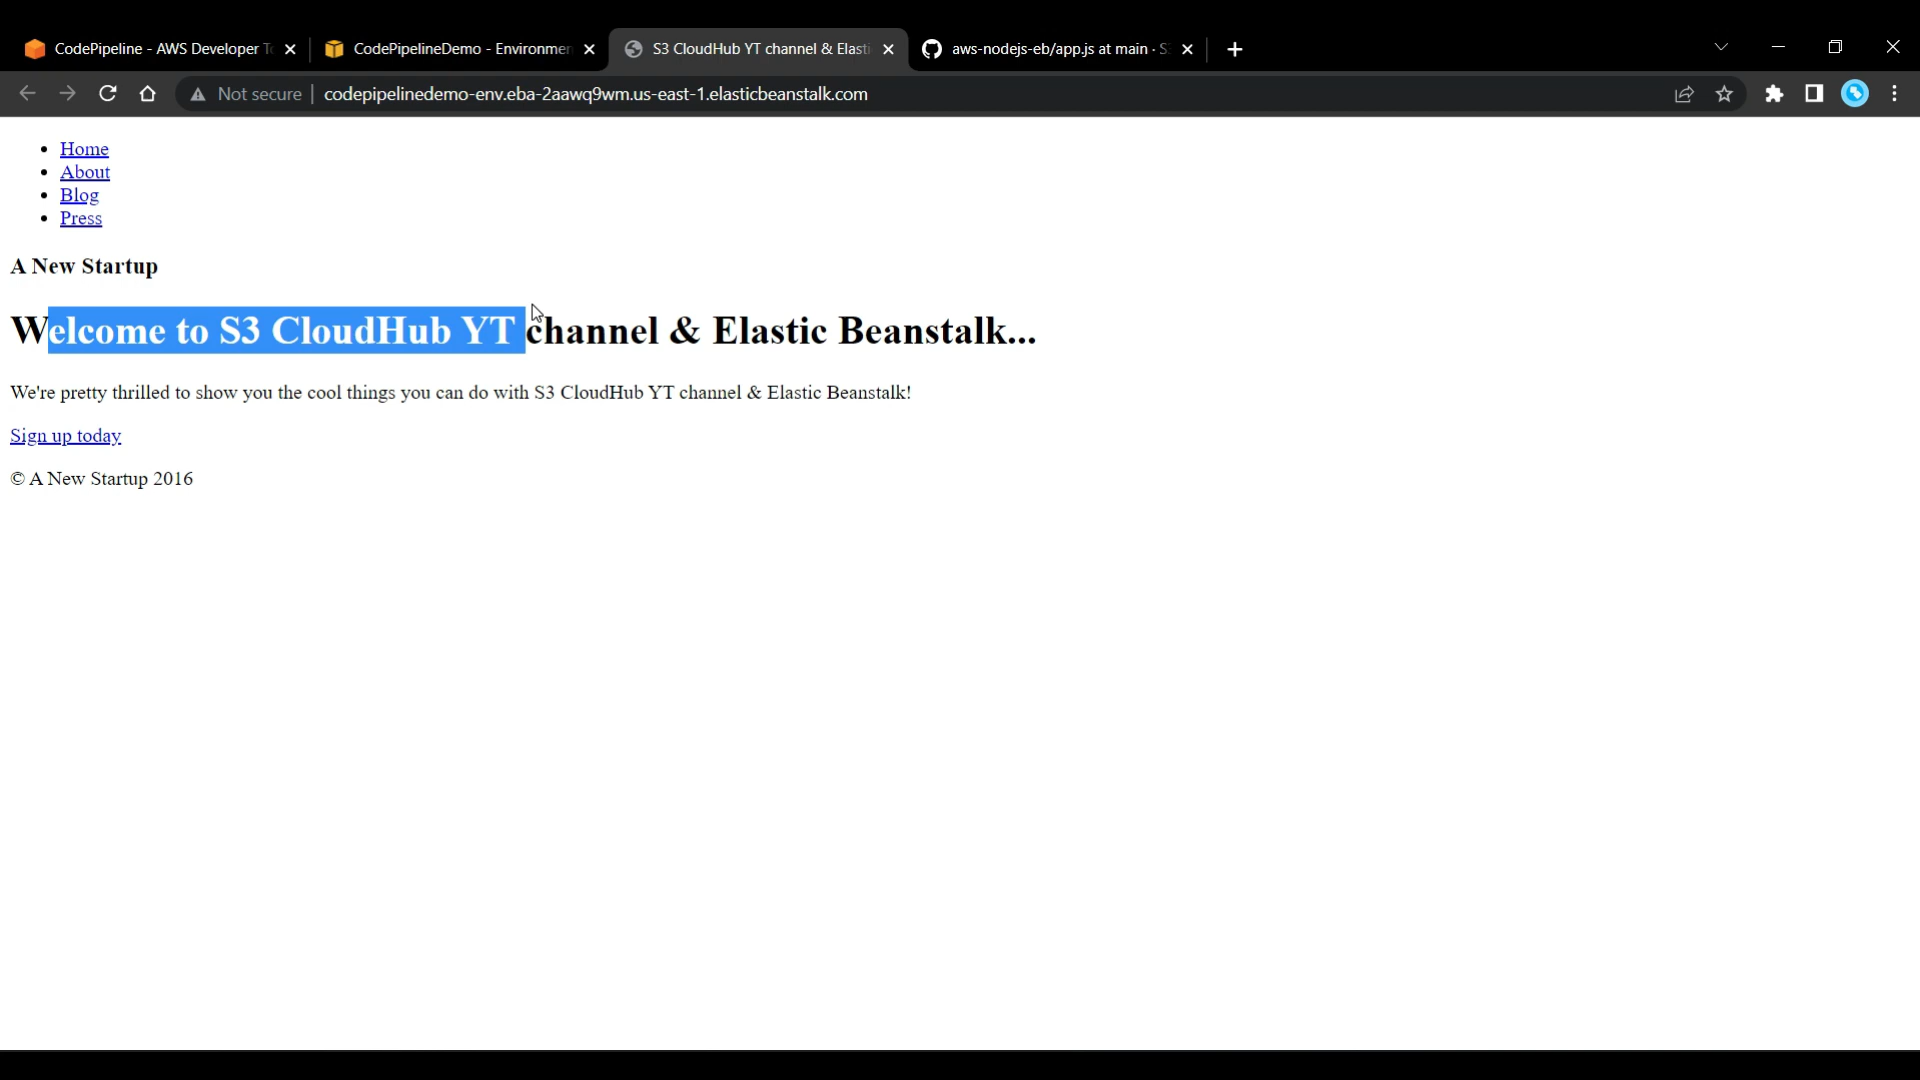 CodePipeline - AWS Developer
CodePipelineDemo - Environmen
S3 CloudHub YT channel & Elasti
aws-nodejs-eb/app.js at main · S
Not secure | codepipelinedemo-env.eba-2aawq9wm.us-east-1.elasticbeanstalk.com
Home
About
Blog
Press
A New Startup
Welcome to S3 CloudHub YT channel & Elastic Beanstalk...
We're pretty thrilled to show you the cool things you can do with S3 CloudHub YT channel & Elastic Beanstalk!
Sign up today
© A New Startup 2016